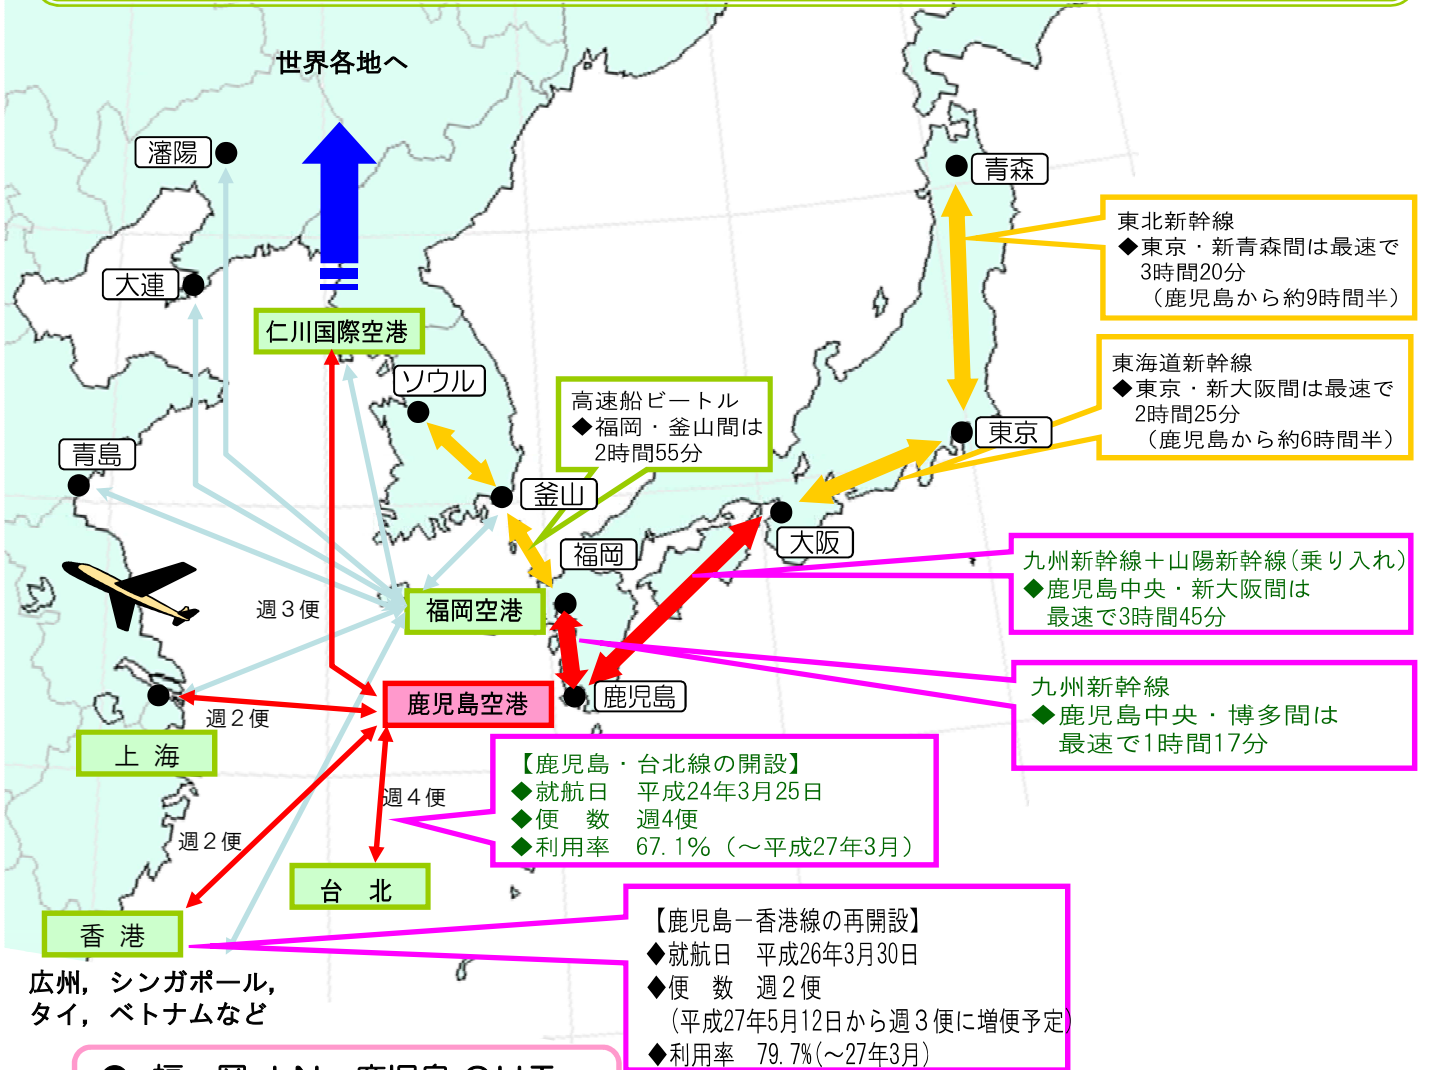 世界各地へ
瀋陽
青森
東北新幹線
◆東京・新青森間は最速で
3時間20分
（鹿児島から約9時間半）
大連
仁川国際空港
ソウル
東海道新幹線
◆東京・新大阪間は最速で
2時間25分
（鹿児島から約6時間半）
高速船ビートル
◆福岡・釜山間は
2時間55分
東京
青島
釜山
大阪
福岡
九州新幹線＋山陽新幹線(乗り入れ)
◆鹿児島中央・新大阪間は
最速で3時間45分
週３便
福岡空港
鹿児島空港
鹿児島
九州新幹線
◆鹿児島中央・博多間は
最速で1時間17分
週２便
上 海
【鹿児島・台北線の開設】
◆就航日　平成24年3月25日
◆便　数　週4便
◆利用率　67.1％（～平成27年3月）
週４便
週２便
台　北
香 港
【鹿児島－香港線の再開設】
◆就航日　平成26年3月30日
◆便　数　週２便
（平成27年5月12日から週３便に増便予定）
◆利用率　79.7%(～27年3月)
広州，シンガポール，
タイ，ベトナムなど